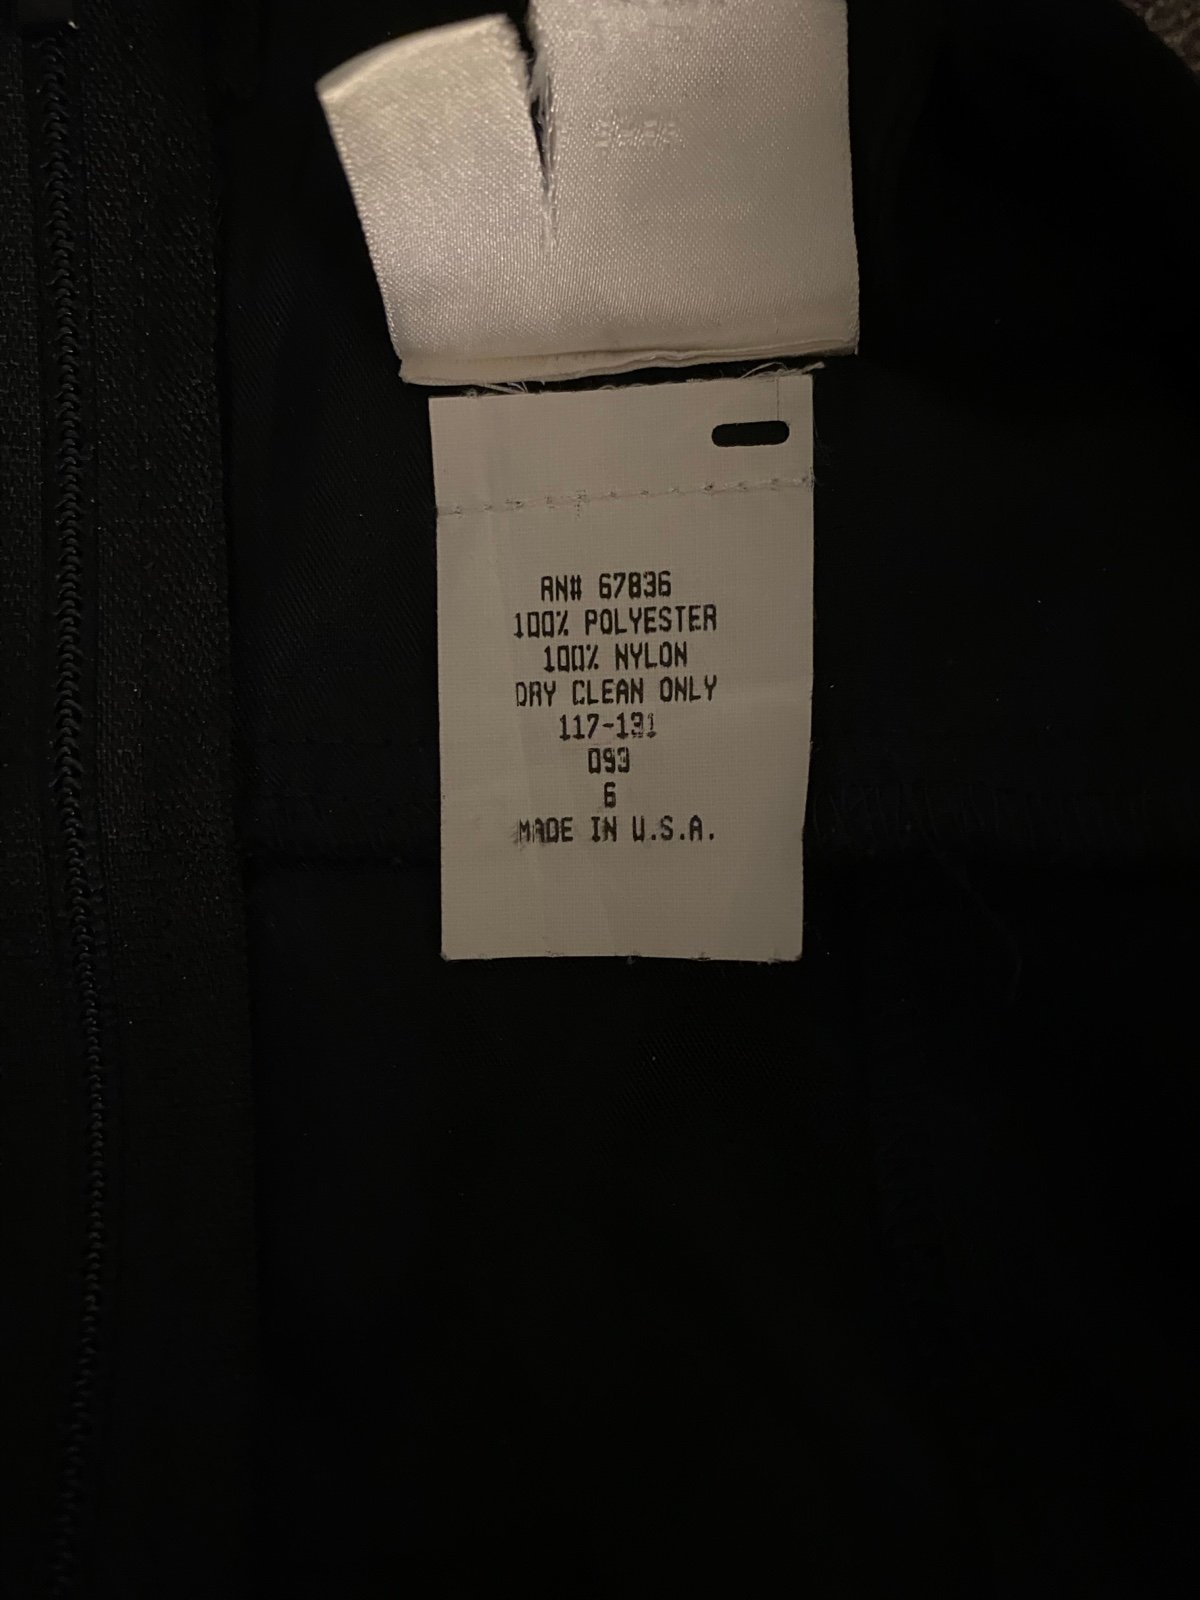 RN# 67836
100% POLYESTER
100% NYLON
DRY CLEAN ONLY
117-131
093
6
MADE IN U.S.A.